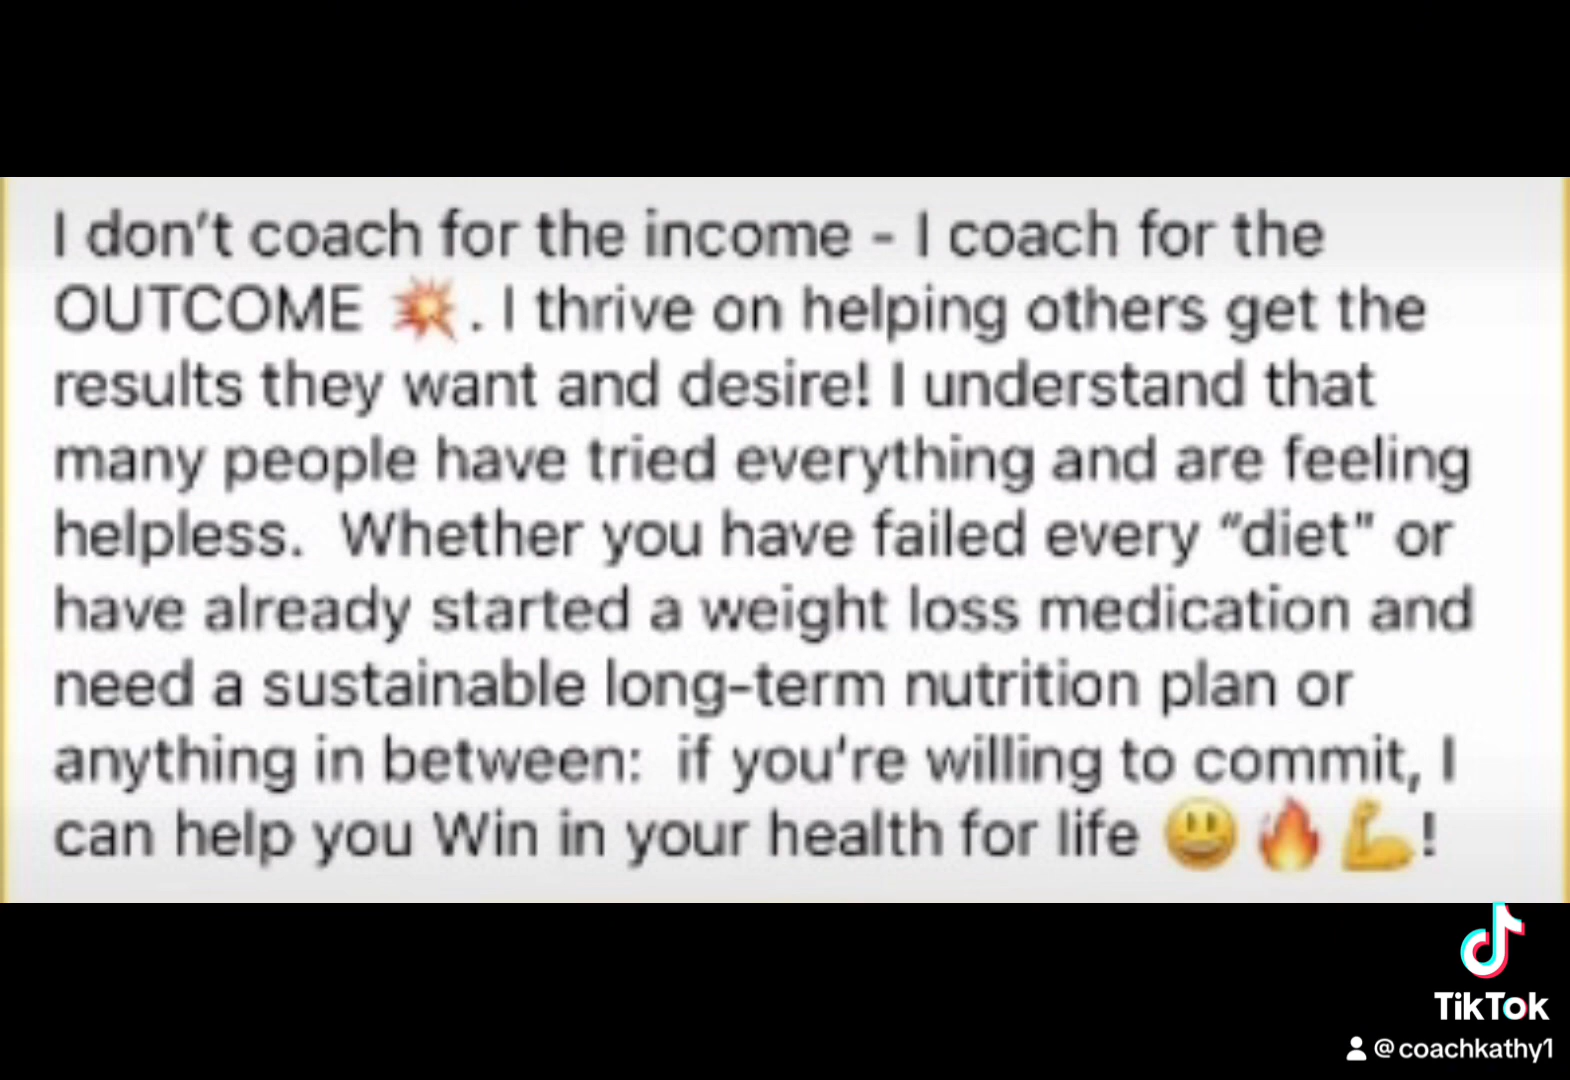 I don’t coach for the income - I coach for the
OUTCOME 💥. I thrive on helping others get the
results they want and desire! I understand that
many people have tried everything and are feeling
helpless.  Whether you have failed every “diet” or
have already started a weight loss medication and
need a sustainable long-term nutrition plan or
anything in between:  if you're willing to commit, I
can help you Win in your health for life 😃🔥💪!
TikTok
@coachkathy1